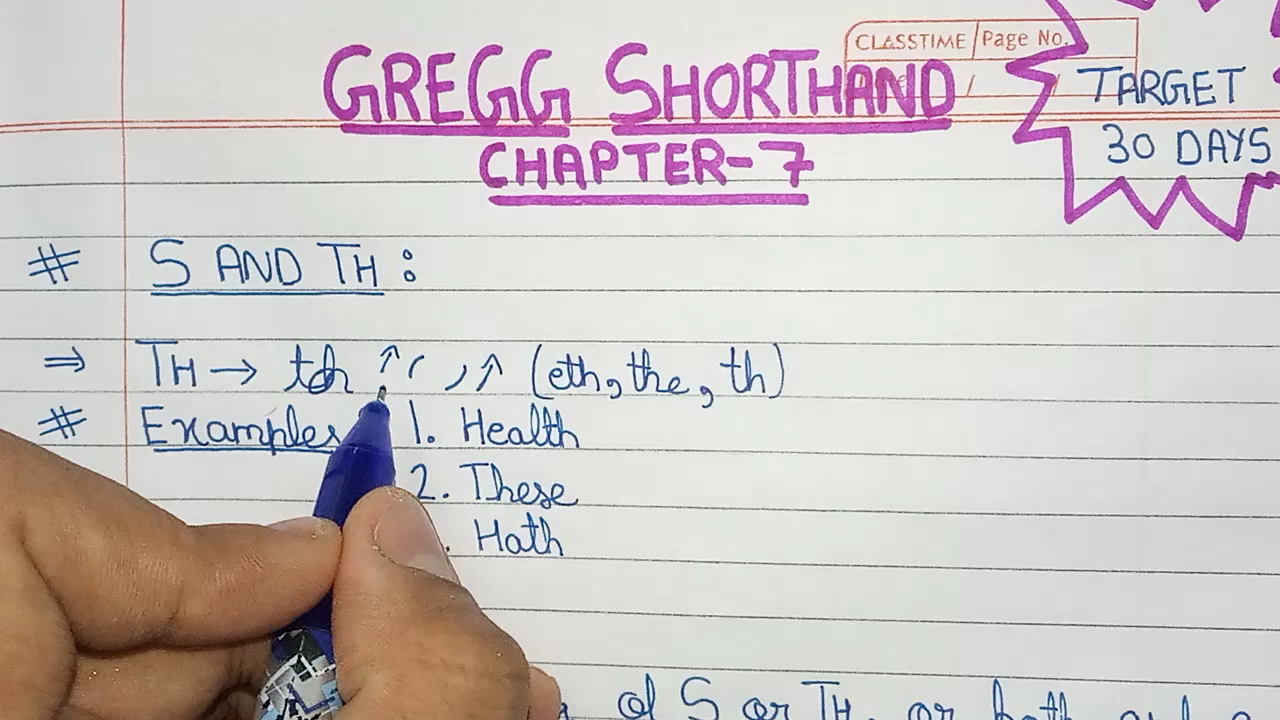 CLASSTIME Page No.
GREGG SHORTHAND
TARGET
30 DAYS
CHAPTER-7
# S AND TH:
⇒ TH → ↑ , ↑ (eth, the, th)
# Examples 1. Health
2. These
Hath
of S or TH, or both